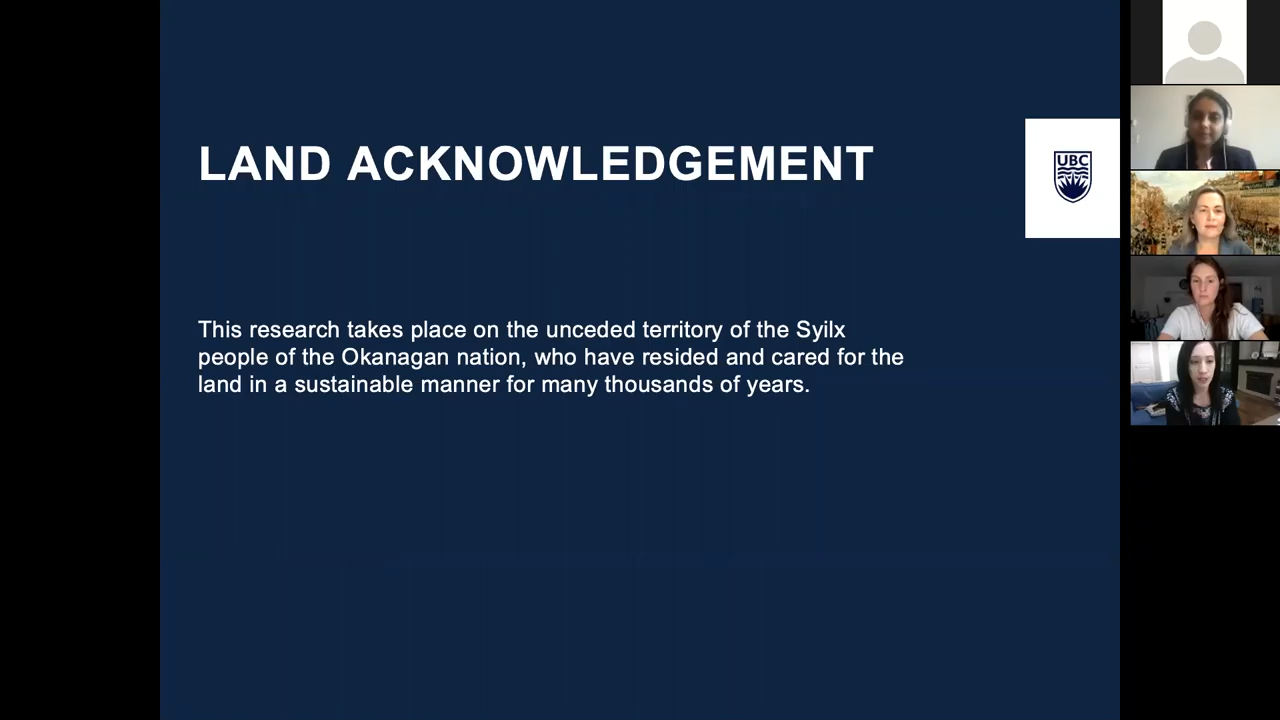 LAND ACKNOWLEDGEMENT
UBC
This research takes place on the unceded territory of the Syilx
people of the Okanagan nation, who have resided and cared for the
land in a sustainable manner for many thousands of years.